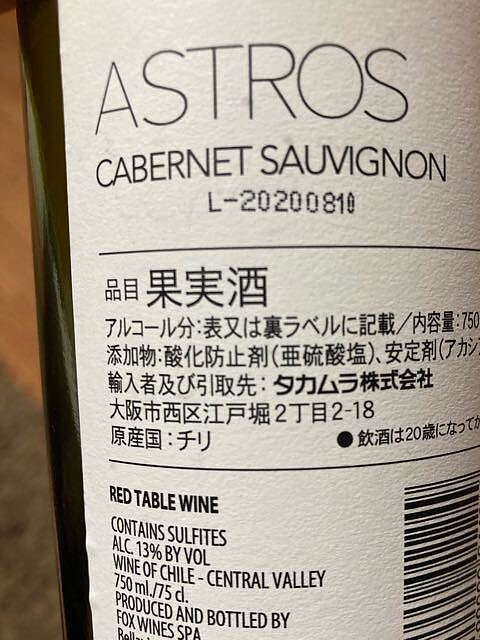 ASTROS
CABERNET SAUVIGNON
L-20200810
品目 果実酒
アルコール分:表又は裏ラベルに記載/内容量:750
添加物:酸化防止剤(亜硫酸塩)、安定剤(アカシア
輸入者及び引取先:タカムラ株式会社
大阪市西区江戸堀2丁目2-18
原産国:チリ
●飲酒は20歳になってか
RED TABLE WINE
CONTAINS SULFITES
ALC. 13% BY VOL
WINE OF CHILE - CENTRAL VALLEY
750 ml./75 cl.
PRODUCED AND BOTTLED BY
FOX WINES SPA